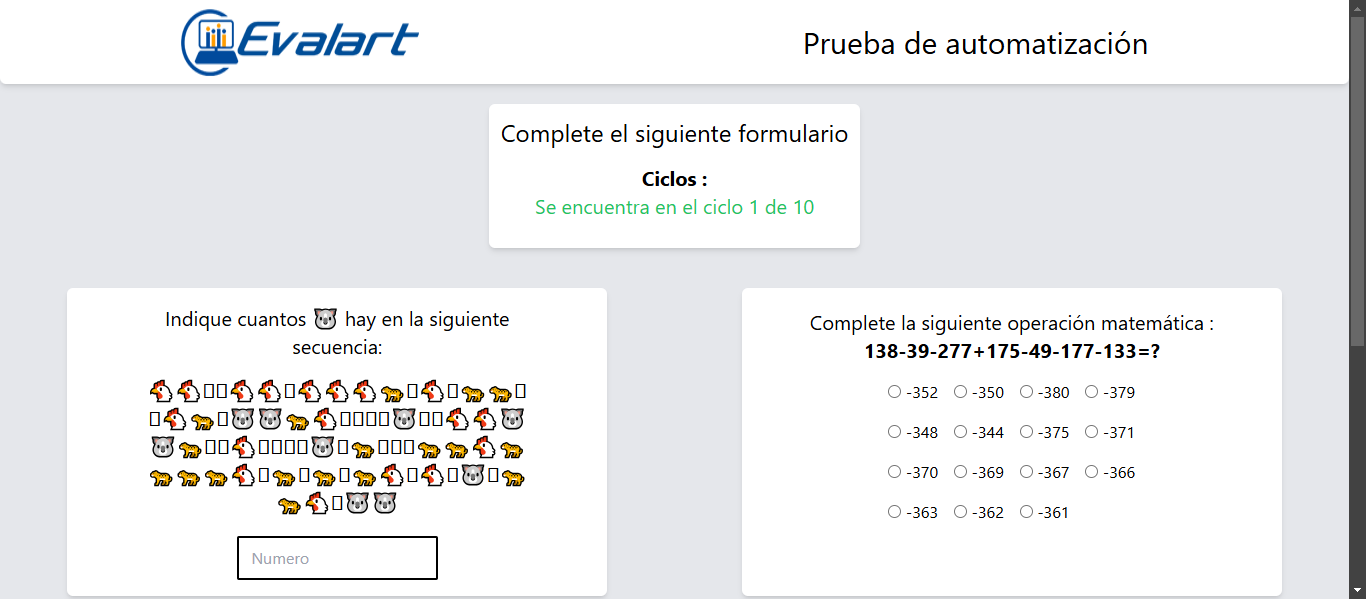 Evalart
Prueba de automatización
Complete el siguiente formulario
Ciclos :
Se encuentra en el ciclo 1 de 10
Indique cuantos 🐨 hay en la siguiente
secuencia:
🐔🐔▯▯🐔🐔▯🐔🐔🐔🐅▯🐔▯🐅🐅▯
▯🐔🐅▯🐨🐨🐅🐔▯▯▯▯🐨▯▯🐔🐔🐨
🐨🐅▯▯🐔▯▯▯▯🐨▯🐅▯▯▯🐅🐅🐔🐅
🐅🐅🐅🐔▯🐅▯🐅▯🐅🐔▯🐔▯🐨▯🐅
🐅🐔▯🐨🐨
Numero
Complete la siguiente operación matemática :
138-39-277+175-49-177-133=?
-352 -350 -380 -379
-348 -344 -375 -371
-370 -369 -367 -366
-363 -362 -361